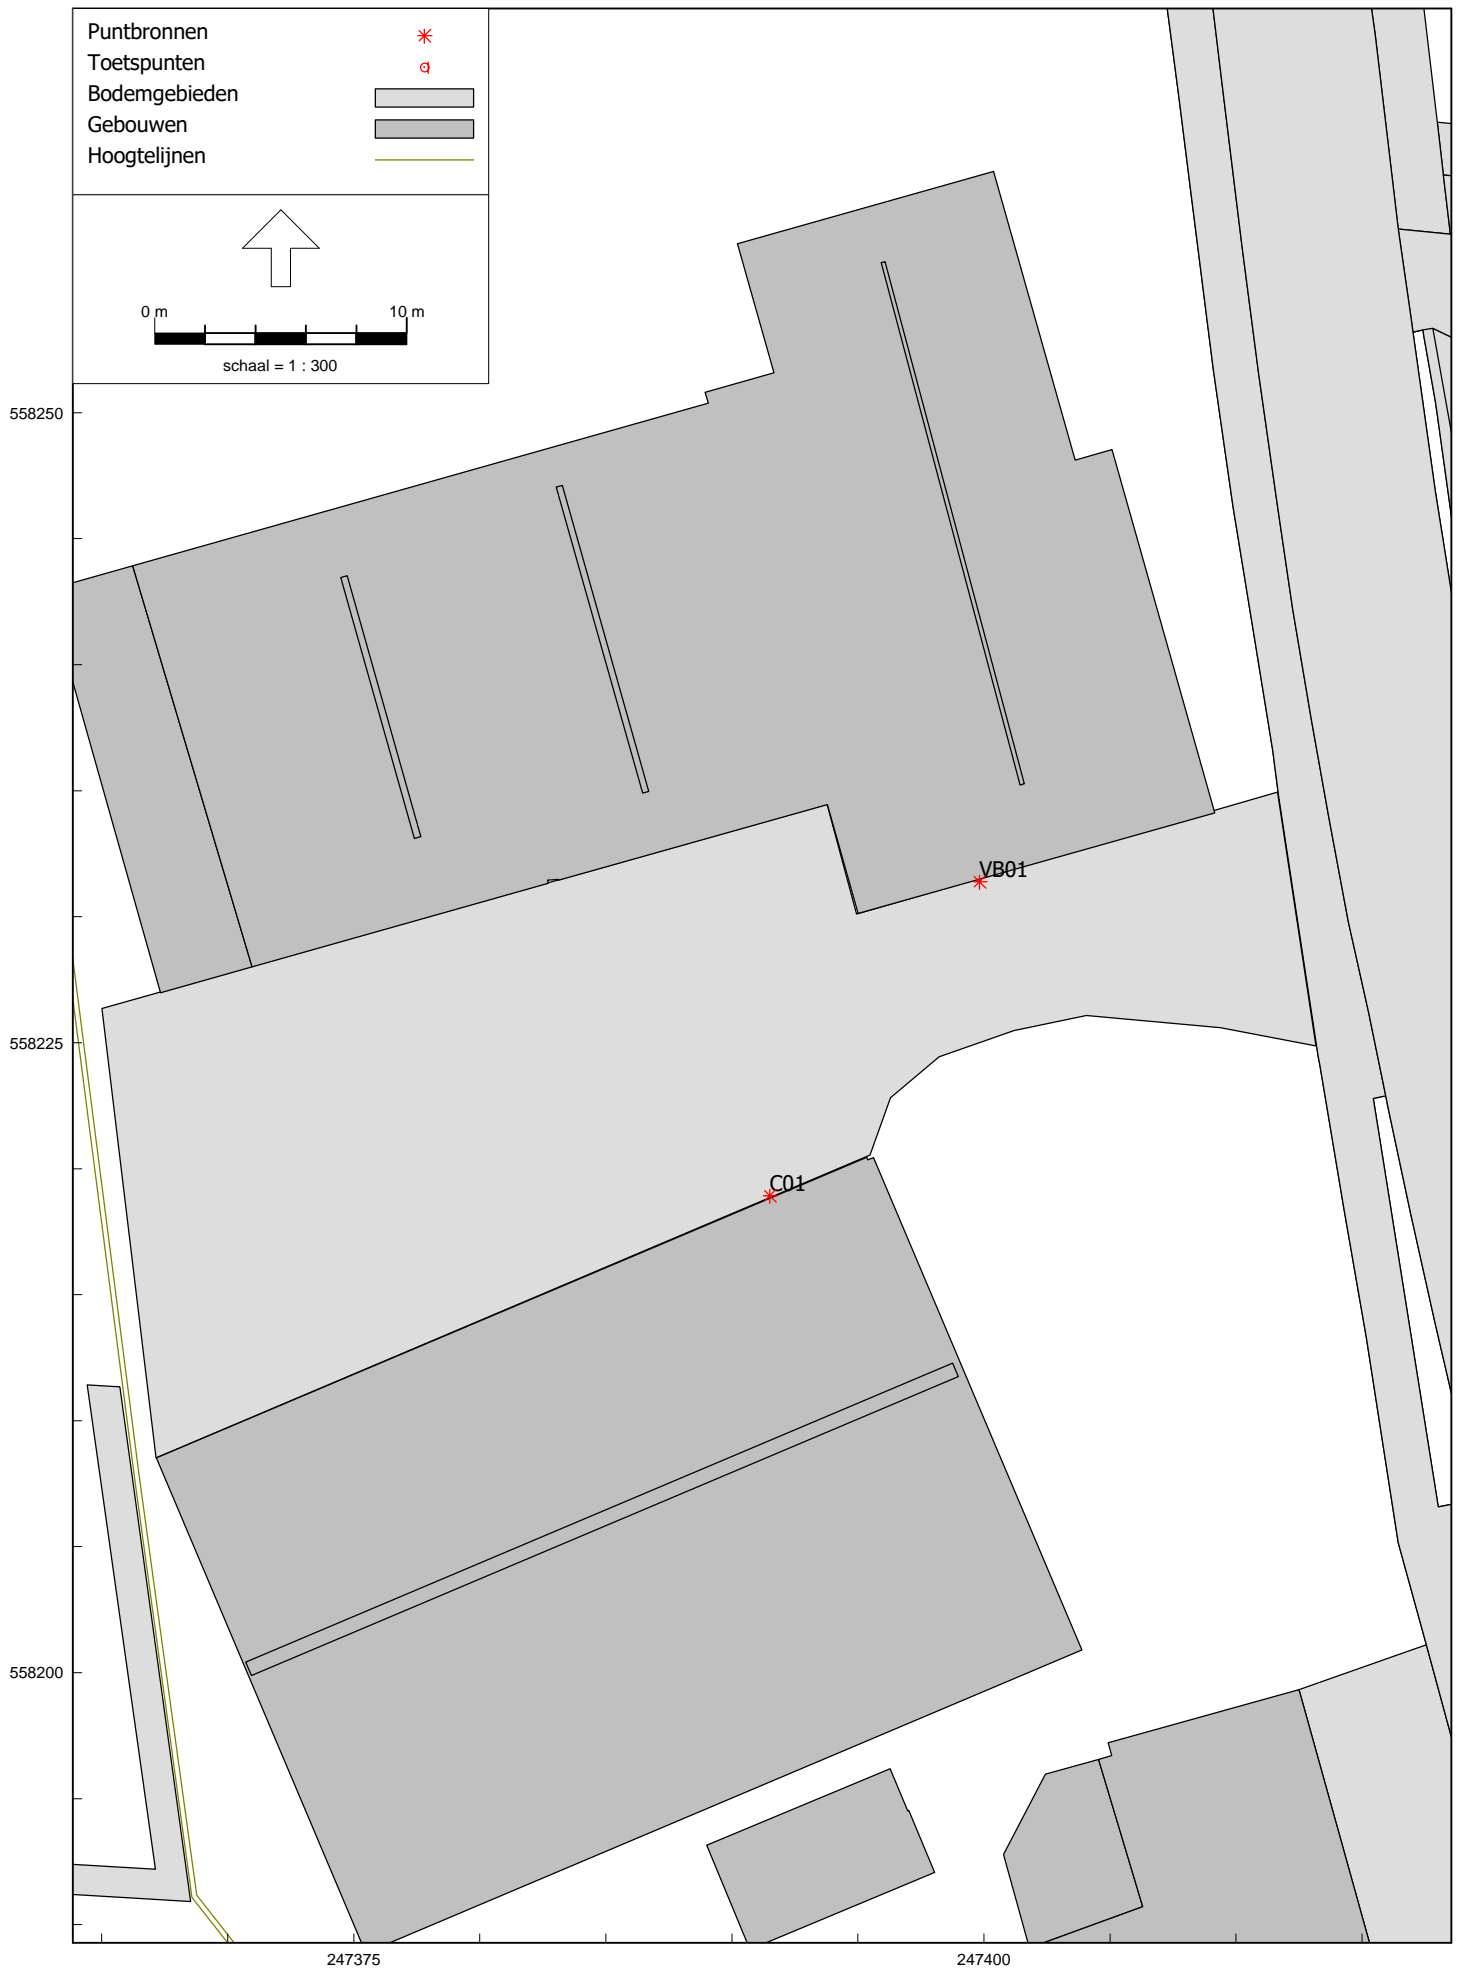 Puntbronnen
Toetspunten
Bodemgebieden
Gebouwen
Hoogtelijnen
0 m 10 m
schaal = 1 : 300
558250
VB01
558225
C01
558200
247375 247400